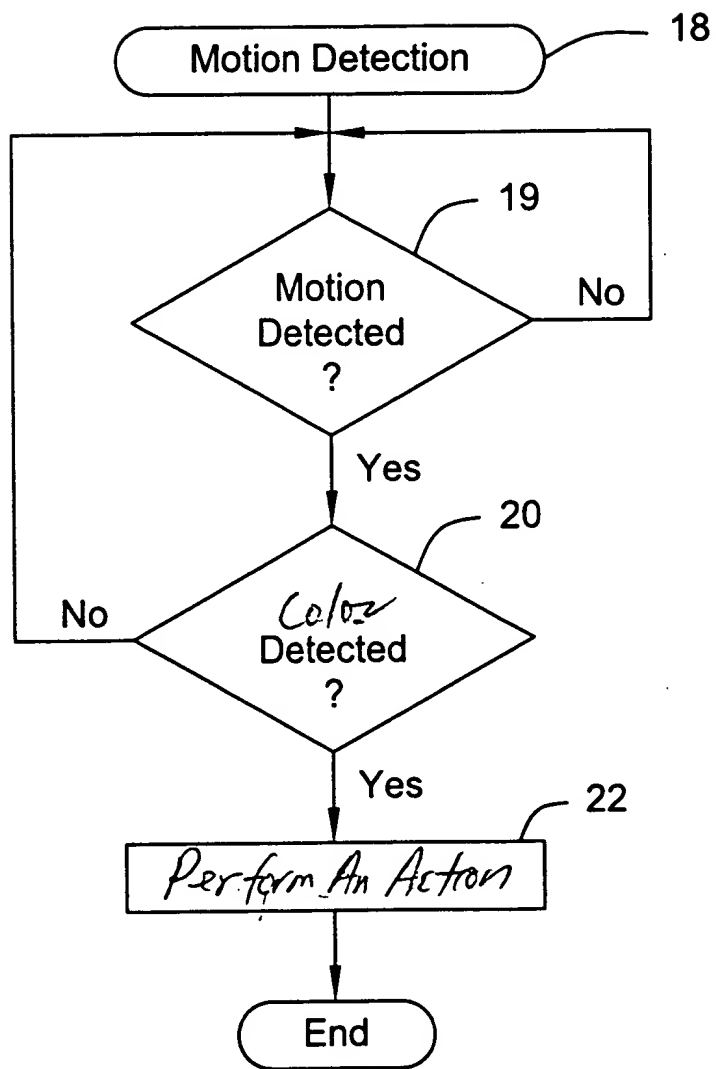 Motion Detection
18
19
Motion
Detected
?
No
Yes
20
No
Color
Detected
?
Yes
22
Perform An Action
End